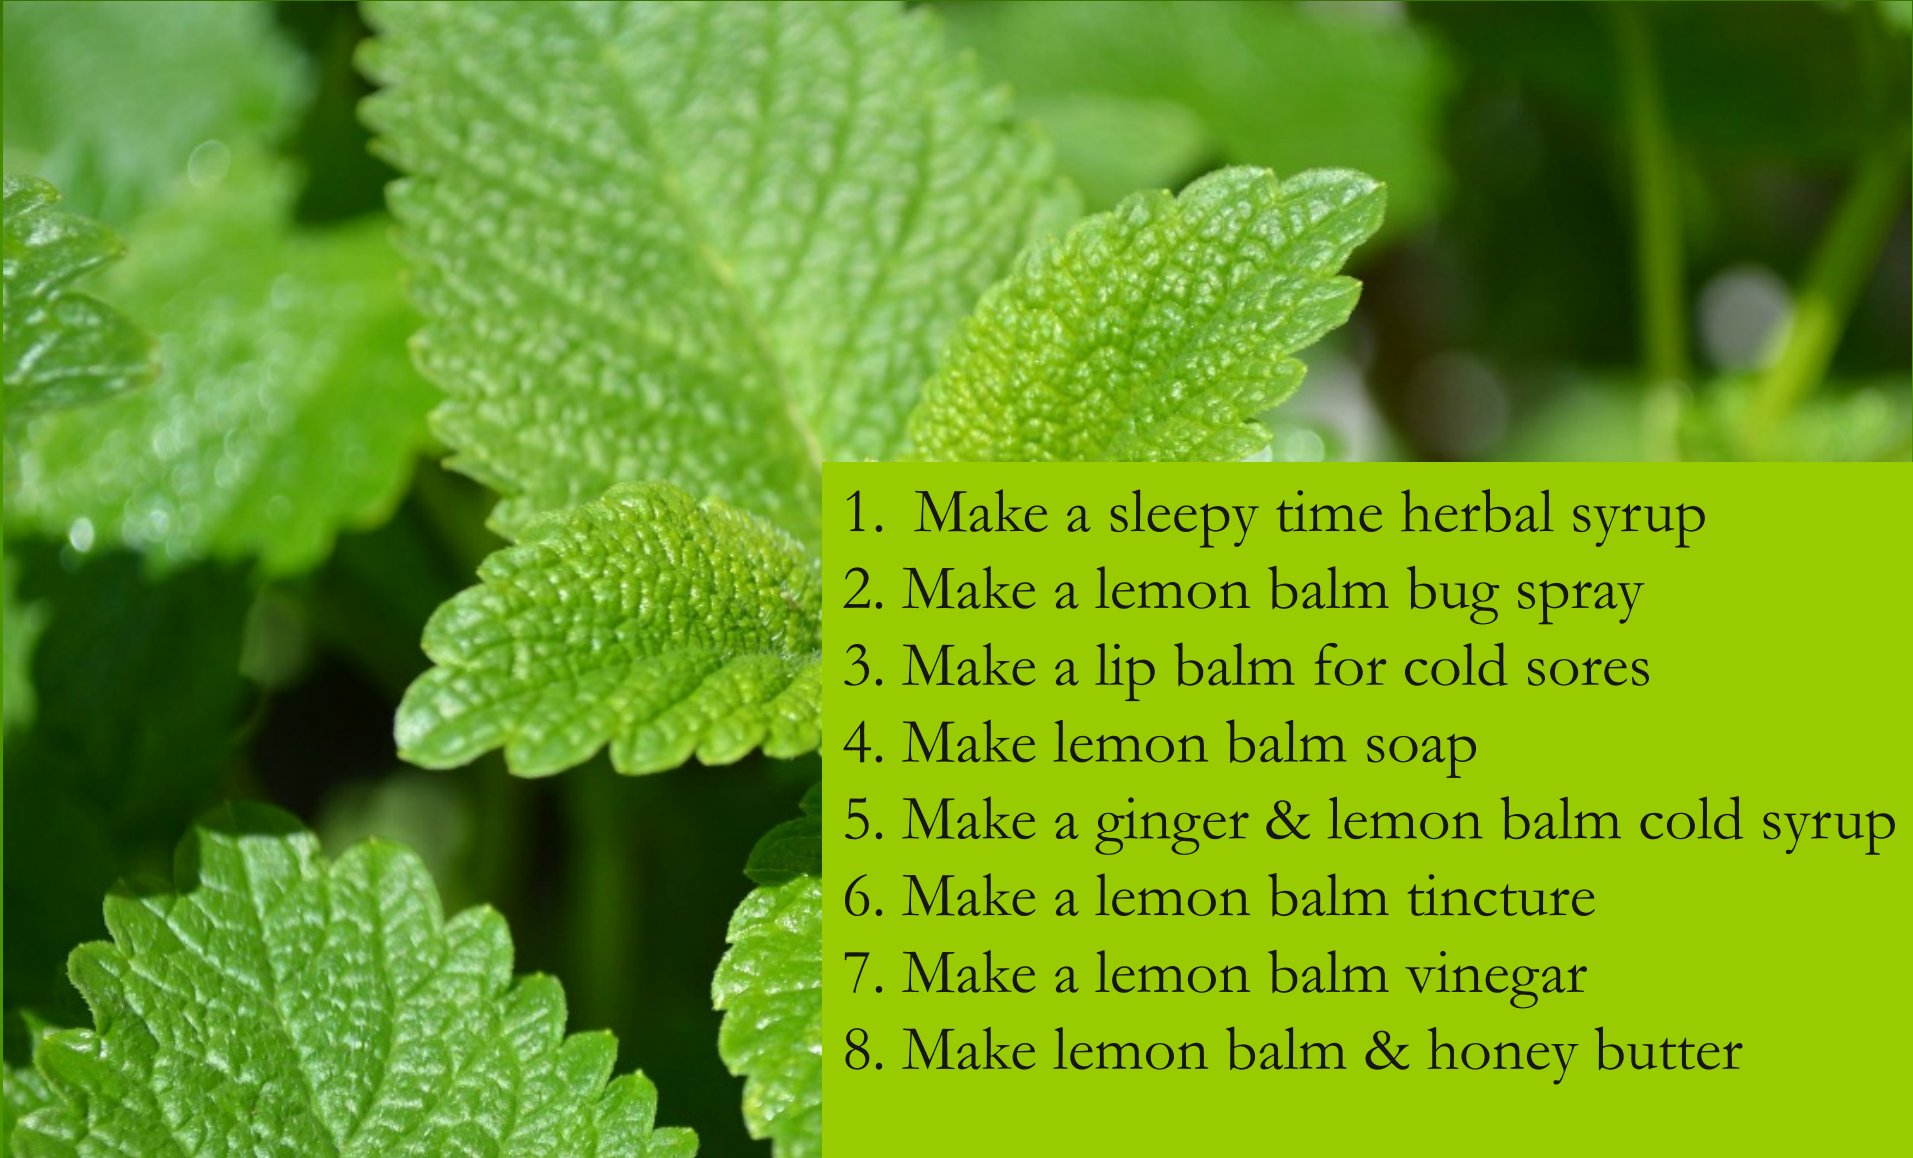 1.  Make a sleepy time herbal syrup
2. Make a lemon balm bug spray
3. Make a lip balm for cold sores
4. Make lemon balm soap
5. Make a ginger & lemon balm cold syrup
6. Make a lemon balm tincture
7. Make a lemon balm vinegar
8. Make lemon balm & honey butter